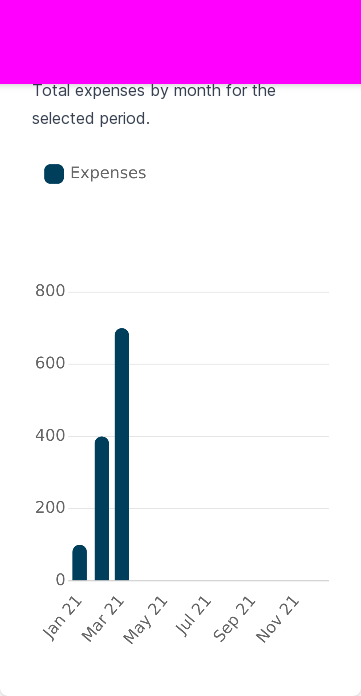 Total expenses by month for the
selected period.
Expenses
800
600
400
200
0
Jan 21
Mar 21
May 21
Jul 21
Sep 21
Nov 21